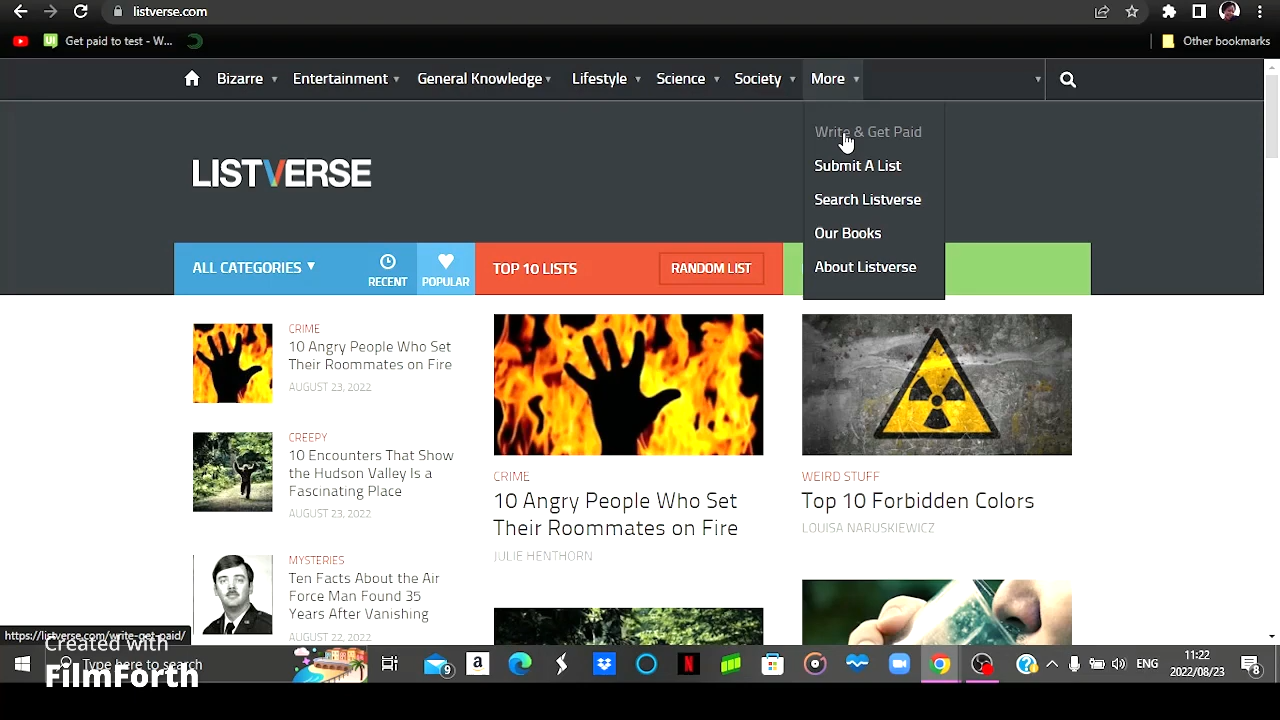 listverse.com
Get paid to test - W...
Other bookmarks
Bizarre
Entertainment
General Knowledge
Lifestyle
Science
Society
More
Write & Get Paid
Submit A List
Search Listverse
Our Books
About Listverse
LISTVERSE
ALL CATEGORIES
RECENT
POPULAR
TOP 10 LISTS
RANDOM LIST
CRIME
10 Angry People Who Set
Their Roommates on Fire
AUGUST 23, 2022
CREEPY
10 Encounters That Show
the Hudson Valley Is a
Fascinating Place
AUGUST 23, 2022
MYSTERIES
Ten Facts About the Air
Force Man Found 35
Years After Vanishing
AUGUST 22, 2022
CRIME
10 Angry People Who Set
Their Roommates on Fire
JULIE HENTHORN
WEIRD STUFF
Top 10 Forbidden Colors
LOUISA NARUSKIEWICZ
https://listverse.com/write-get-paid/
Created with
FilmForth
Type here to search
9
ENG
11:22
2022/08/23
8